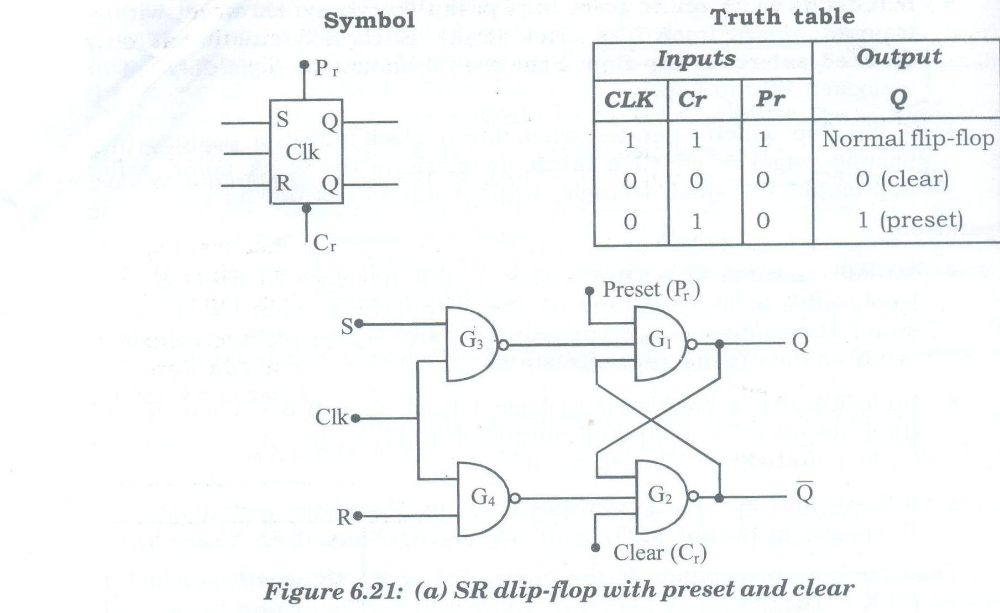 Symbol
Pr
S Q
Clk
R Q
Cr
Truth table
Inputs Output
CLK Cr Pr Q
1 1 1 Normal flip-flop
0 0 0 0 (clear)
0 1 0 1 (preset)
Preset (Pr)
S G3 G1 Q
Clk
G4 G2 Q̅
R
Clear (Cr)
Figure 6.21: (a) SR dlip-flop with preset and clear